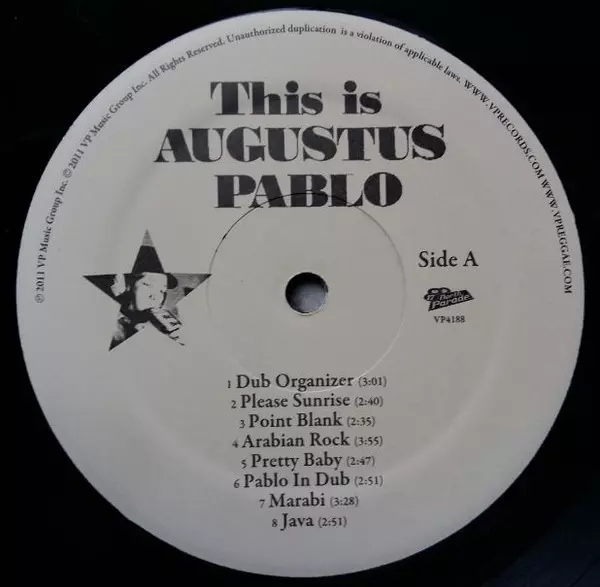 ℗ 2011 VP Music Group Inc. © 2011 VP Music Group Inc. All Rights Reserved. Unauthorized duplication is a violation of applicable laws. WWW.VPRECORDS.COM WWW.VPREGGAE.COM
This is
AUGUSTUS
PABLO
Side A
17 North
Parade
VP4188
1 Dub Organizer (3:01)
2 Please Sunrise (2:40)
3 Point Blank (2:35)
4 Arabian Rock (3:55)
5 Pretty Baby (2:47)
6 Pablo In Dub (2:51)
7 Marabi (3:28)
8 Java (2:51)